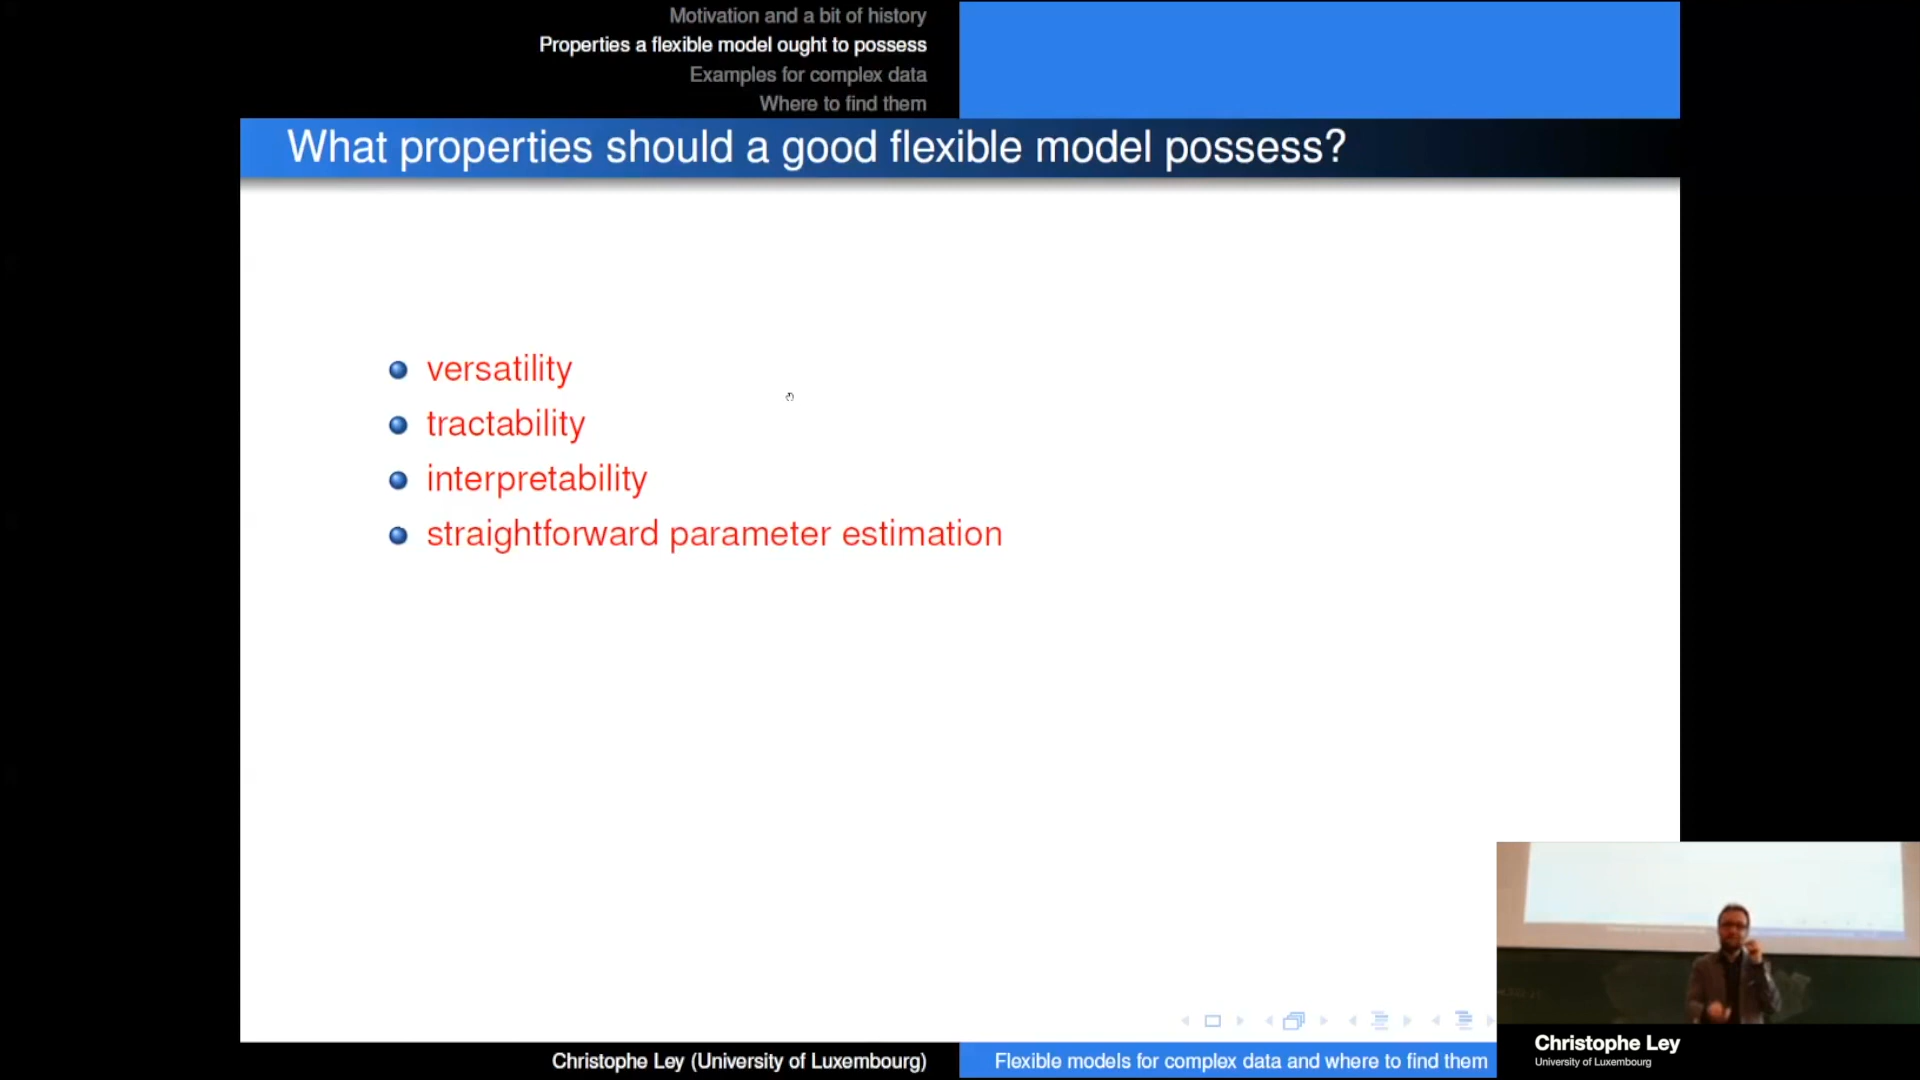 Motivation and a bit of history
Properties a flexible model ought to possess
Examples for complex data
Where to find them
What properties should a good flexible model possess?
versatility
tractability
interpretability
straightforward parameter estimation
Christophe Ley (University of Luxembourg)
Flexible models for complex data and where to find them
Christophe Ley
University of Luxembourg